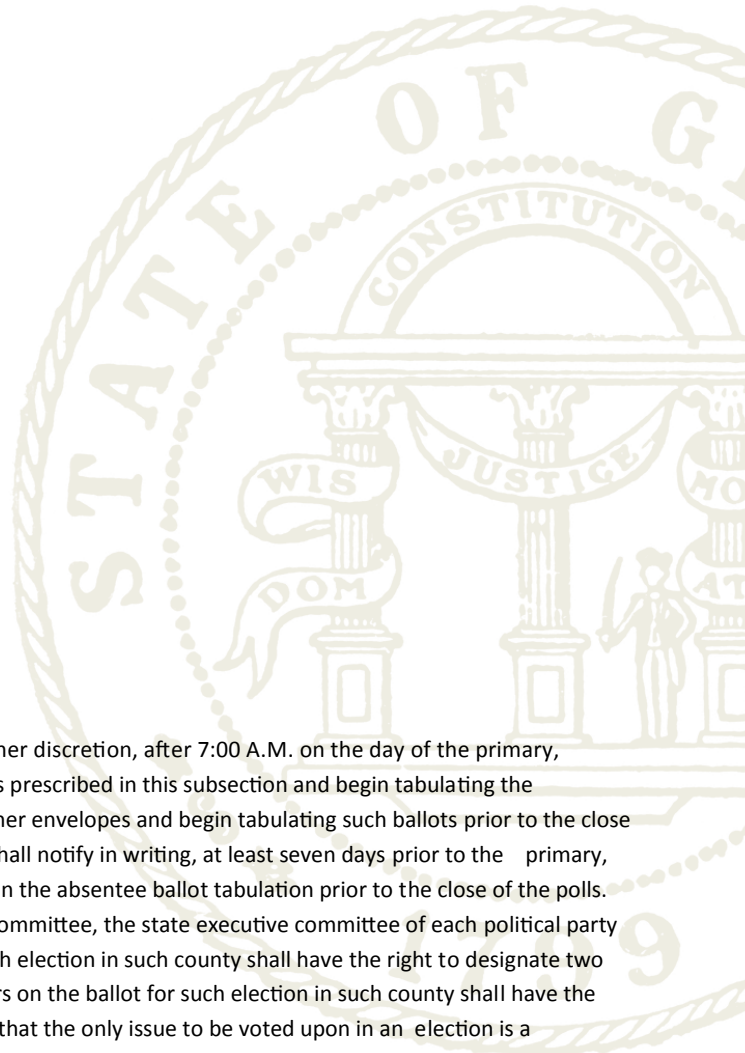 STATE OF G
CONSTITUTION
WIS
DOM
JUSTICE
MO
AT
her discretion, after 7:00 A.M. on the day of the primary,
s prescribed in this subsection and begin tabulating the
ner envelopes and begin tabulating such ballots prior to the close
hall notify in writing, at least seven days prior to the primary,
in the absentee ballot tabulation prior to the close of the polls.
ommittee, the state executive committee of each political party
h election in such county shall have the right to designate two
rs on the ballot for such election in such county shall have the
that the only issue to be voted upon in an election is a
1799